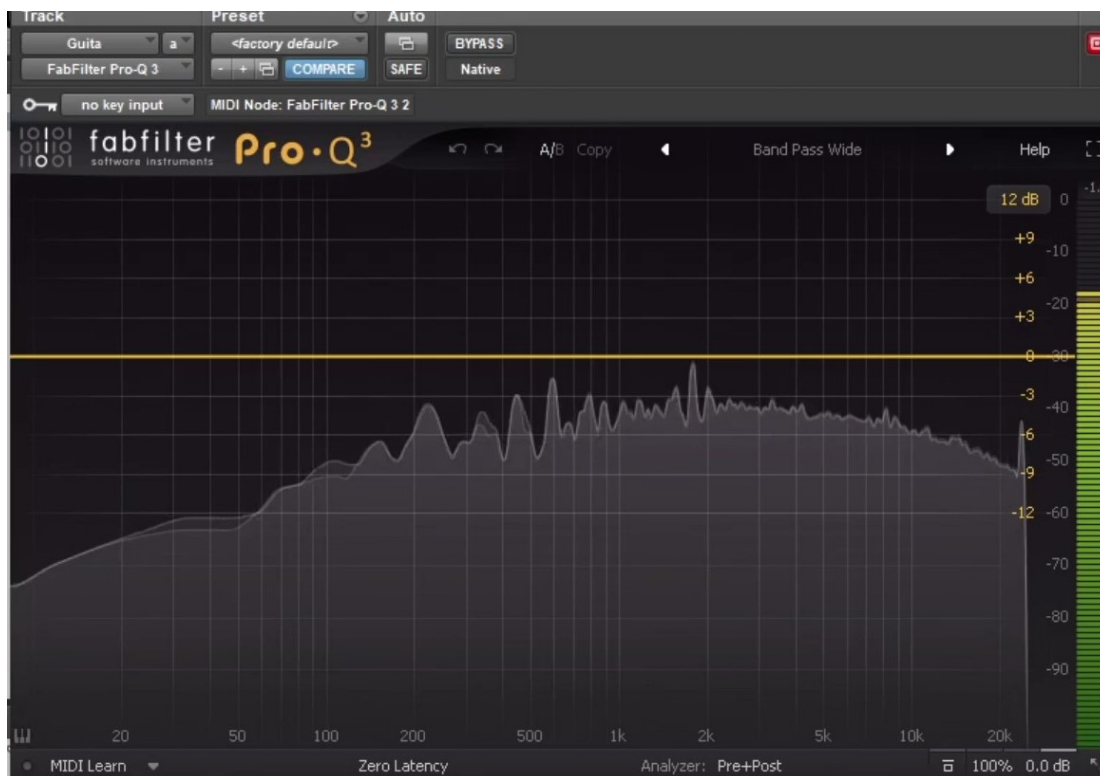 Track Preset Auto
Guita a <factory default> BYPASS
FabFilter Pro-Q 3 - + COMPARE SAFE Native
no key input MIDI Node: FabFilter Pro-Q 3 2
fabfilter Pro·Q3 A/B Copy Band Pass Wide Help
software instruments
12 dB 0 -1.
+9
-10
+6
-20
+3
0 -30
-3
-40
-6
-50
-9
-12 -60
-70
-80
-90
20 50 100 200 500 1k 2k 5k 10k 20k
MIDI Learn Zero Latency Analyzer: Pre+Post 100% 0.0 dB